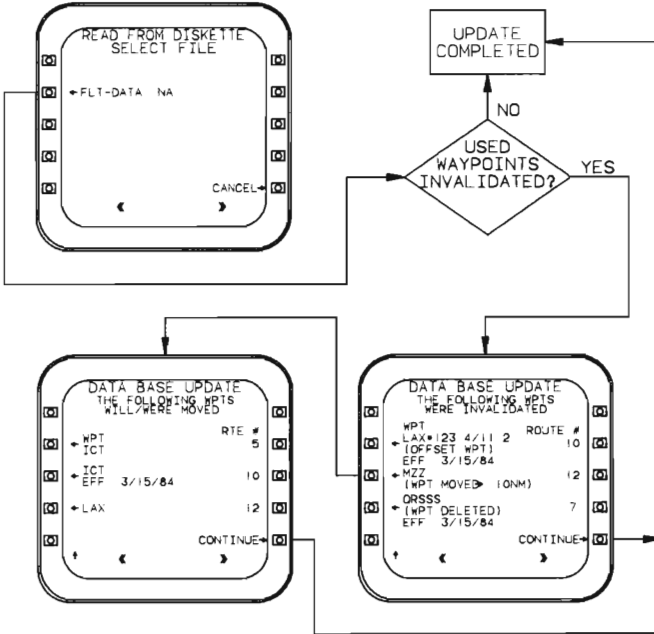 READ FROM DISKETTE
SELECT FILE
←FLT-DATA NA
CANCEL→
❮ ❯
UPDATE
COMPLETED
NO
USED
WAYPOINTS
INVALIDATED?
YES
DATA BASE UPDATE
THE FOLLOWING WPTS
WILL/WERE MOVED
RTE #
←WPT 5
ICT
←ICT 10
EFF 3/15/84
←LAX 12
CONTINUE→
↑ ❮ ❯
DATA BASE UPDATE
THE FOLLOWING WPTS
WERE INVALIDATED
WPT ROUTE #
←LAX*123 4/11 2 10
(OFFSET WPT)
EFF 3/15/84
←MZZ 12
(WPT MOVED> 10NM)
←QRSSS 7
(WPT DELETED)
EFF 3/15/84
CONTINUE→
↑ ❮ ❯